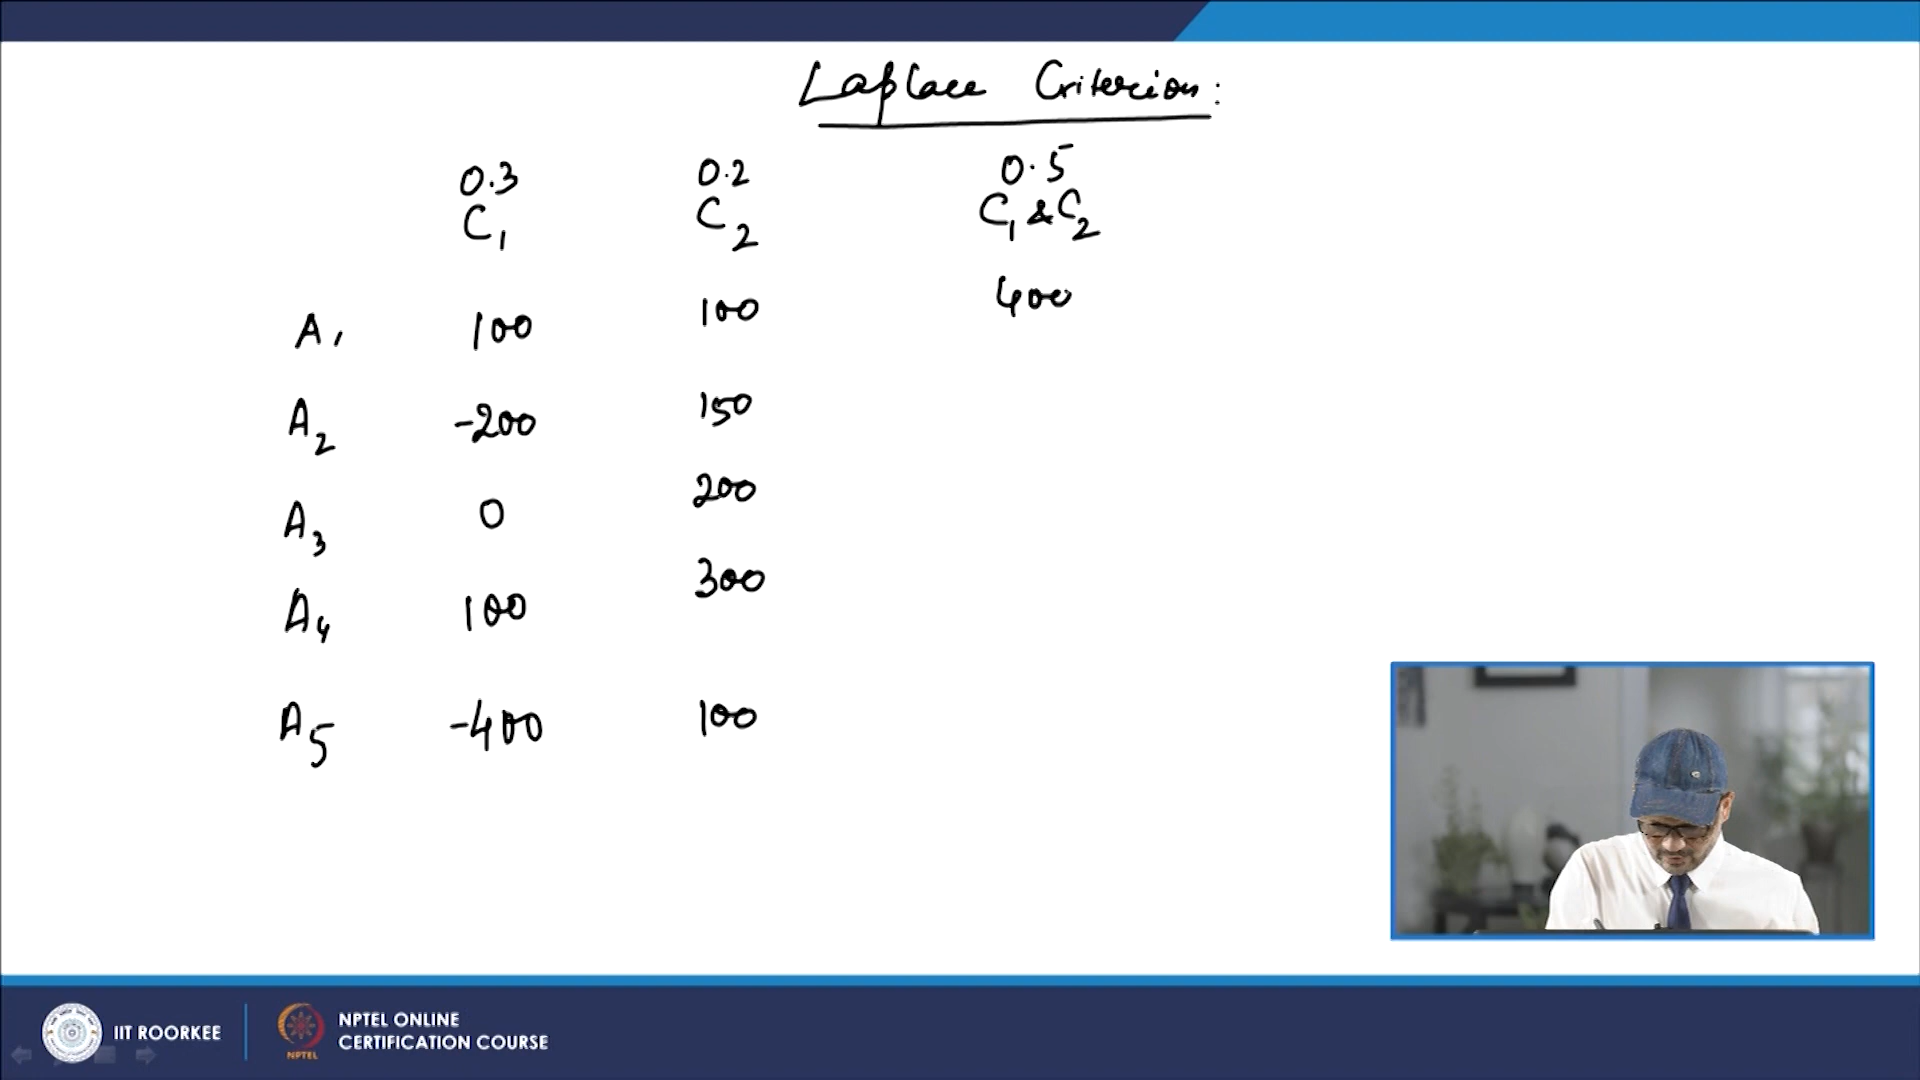 Laplace Criterion:
0.3 0.2 0.5
C1 C2 C1 & C2
A1 100 100 400
A2 -200 150
A3 0 200
A4 100 300
A5 -400 100
IIT ROORKEE
NPTEL
NPTEL ONLINE
CERTIFICATION COURSE